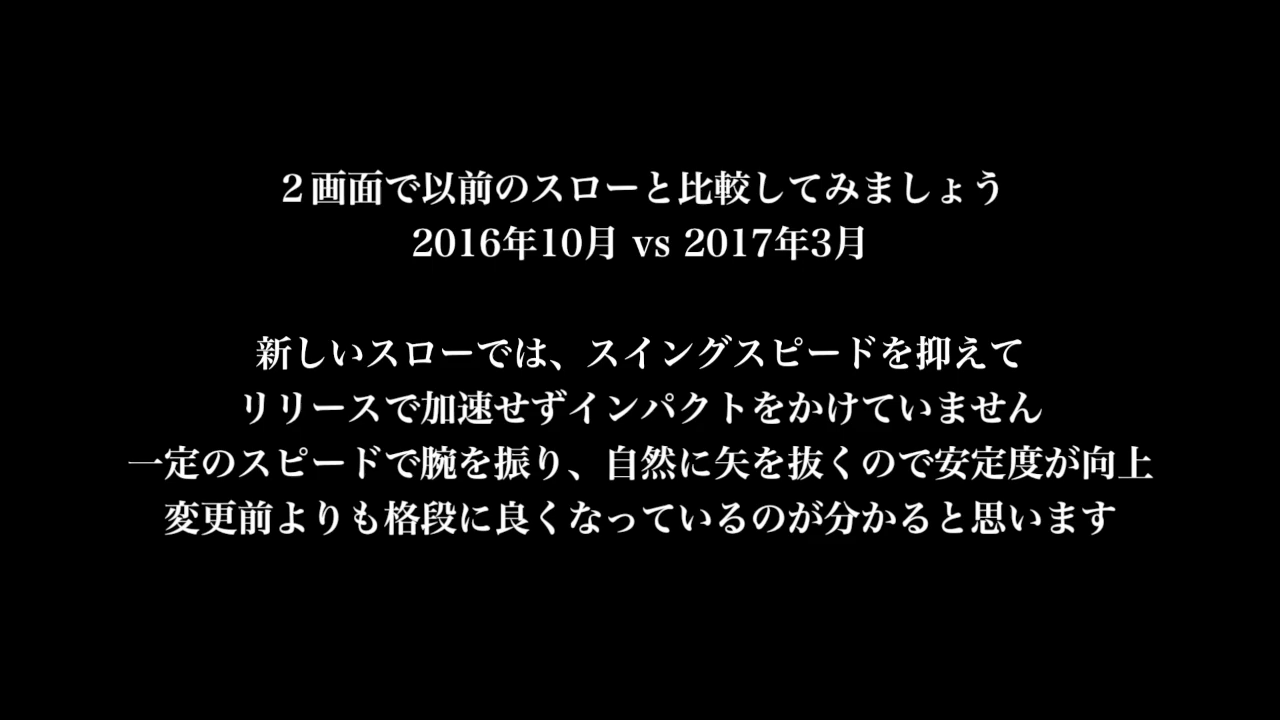 ２画面で以前のスローと比較してみましょう
2016年10月 vs 2017年3月
新しいスローでは、スイングスピードを抑えて
リリースで加速せずインパクトをかけていません
一定のスピードで腕を振り、自然に矢を抜くので安定度が向上
変更前よりも格段に良くなっているのが分かると思います